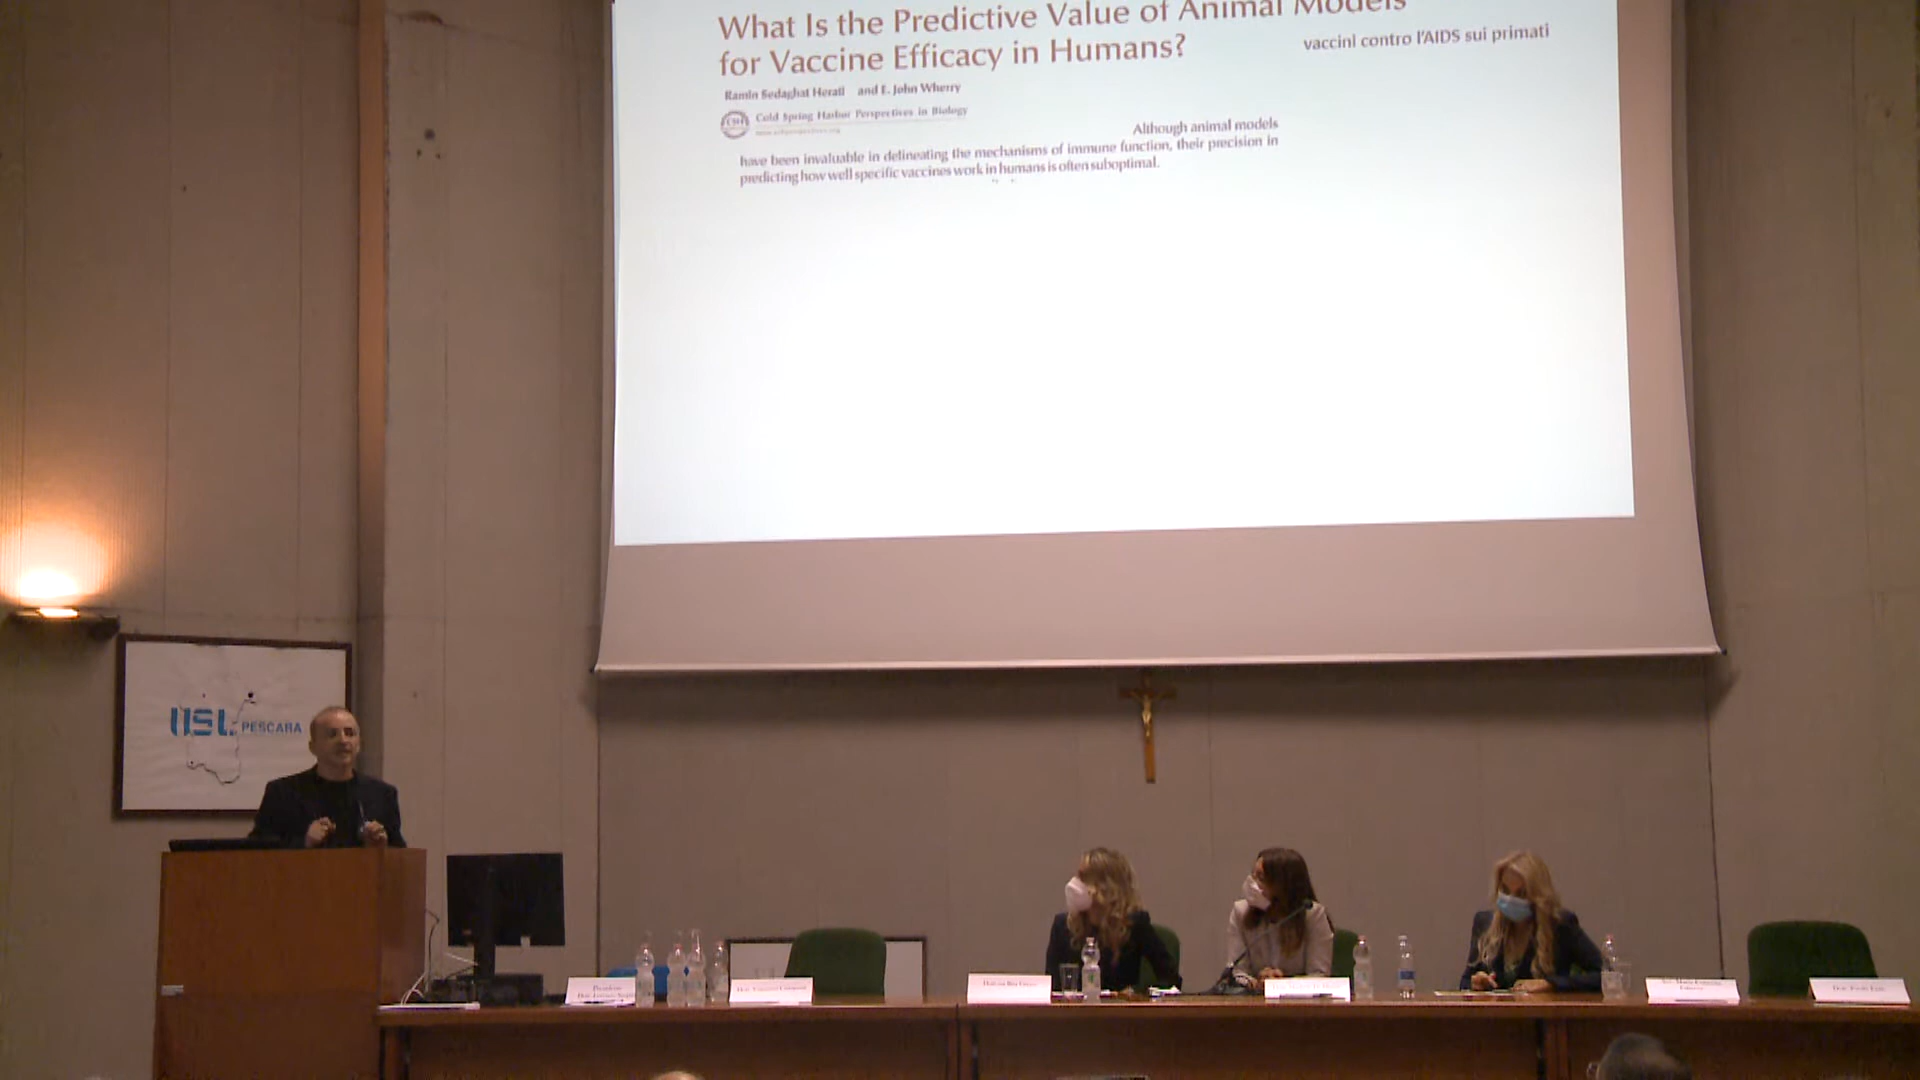 What Is the Predictive Value of Animal Models
for Vaccine Efficacy in Humans?
vaccini contro l'AIDS sui primati
Ramin Sedaghat Herati and E. John Wherry
CSH
Cold Spring Harbor Perspectives in Biology
Although animal models
have been invaluable in delineating the mechanisms of immune function, their precision in
predicting how well specific vaccines work in humans is often suboptimal.
USL PESCARA